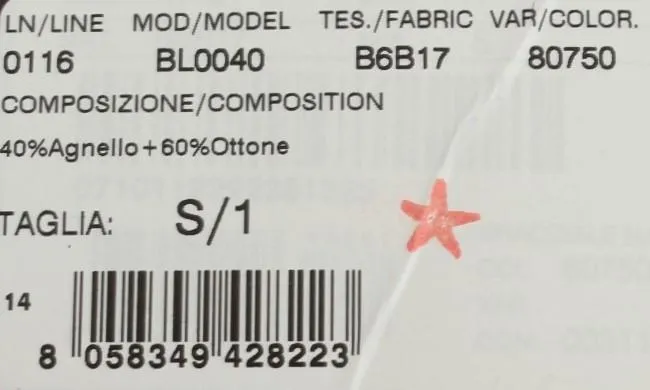 LN/LINE MOD/MODEL TES./FABRIC VAR/COLOR.
0116 BL0040 B6B17 80750
COMPOSIZIONE/COMPOSITION
40%Agnello+60%Ottone
TAGLIA: S/1
14
8 058349 428223